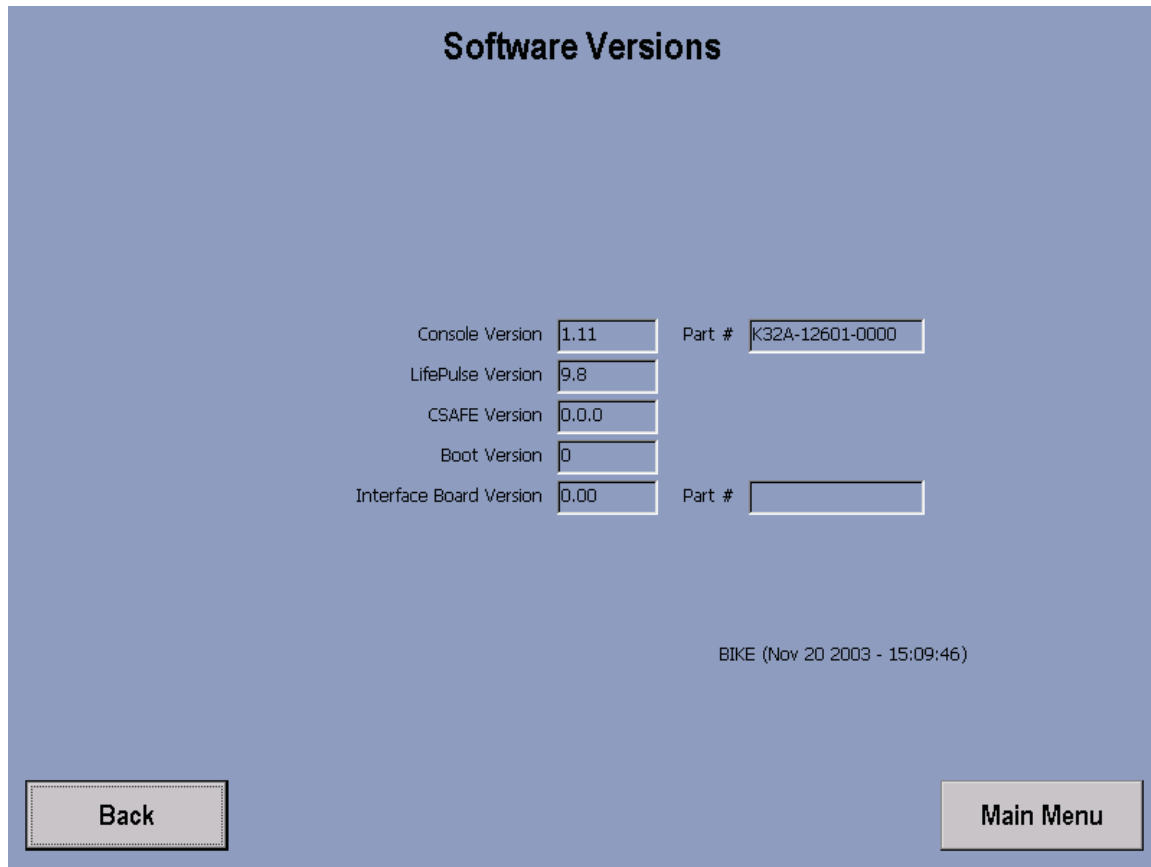 Software Versions
Console Version 1.11 Part # K32A-12601-0000
LifePulse Version 9.8
CSAFE Version 0.0.0
Boot Version 0
Interface Board Version 0.00 Part #
BIKE (Nov 20 2003 - 15:09:46)
Back Main Menu